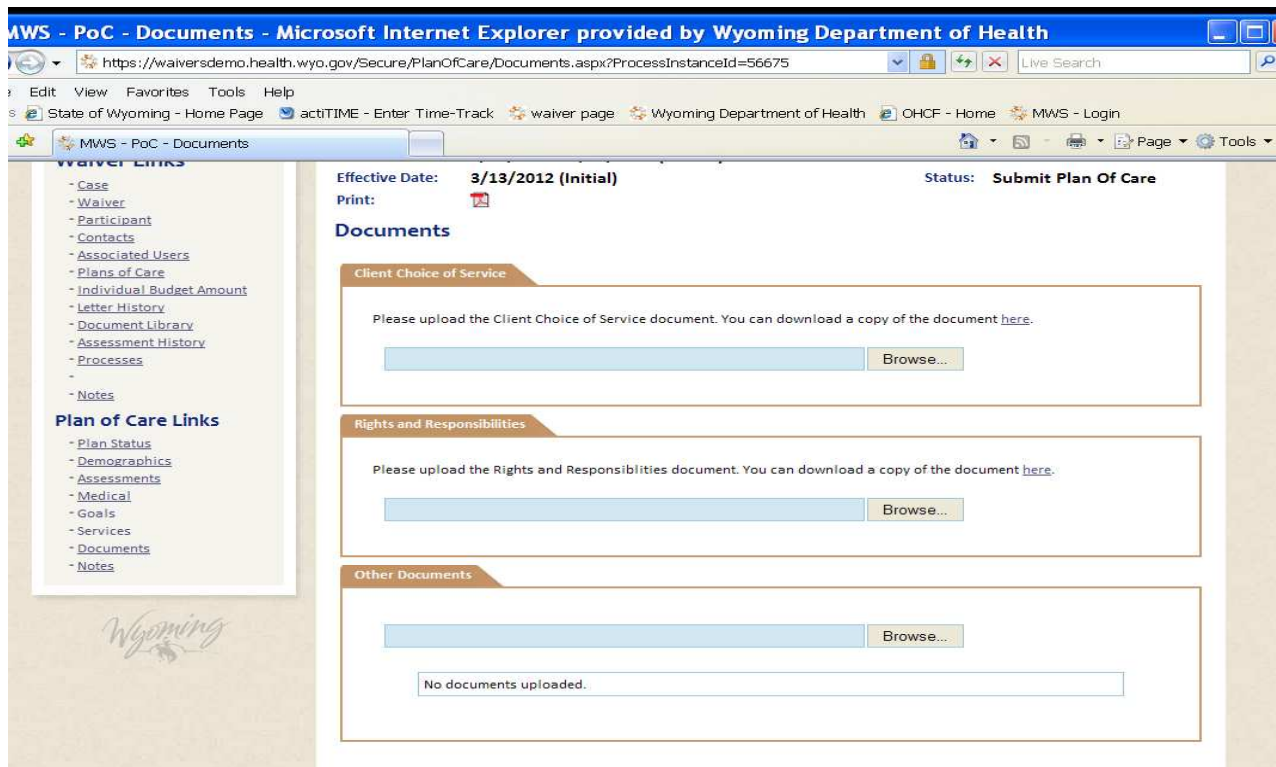 MWS - PoC - Documents - Microsoft Internet Explorer provided by Wyoming Department of Health
https://waiversdemo.health.wyo.gov/Secure/PlanOfCare/Documents.aspx?ProcessInstanceId=56675
Live Search
Edit View Favorites Tools Help
State of Wyoming - Home Page actiTIME - Enter Time-Track waiver page Wyoming Department of Health OHCF - Home MWS - Login
MWS - PoC - Documents Page Tools
Waiver Links
- Case
- Waiver
- Participant
- Contacts
- Associated Users
- Plans of Care
- Individual Budget Amount
- Letter History
- Document Library
- Assessment History
- Processes
-
- Notes
Plan of Care Links
- Plan Status
- Demographics
- Assessments
- Medical
- Goals
- Services
- Documents
- Notes
Wyoming
Effective Date: 3/13/2012 (Initial) Status: Submit Plan Of Care
Print:
Documents
Client Choice of Service
Please upload the Client Choice of Service document. You can download a copy of the document here.
Browse...
Rights and Responsibilities
Please upload the Rights and Responsiblities document. You can download a copy of the document here.
Browse...
Other Documents
Browse...
No documents uploaded.